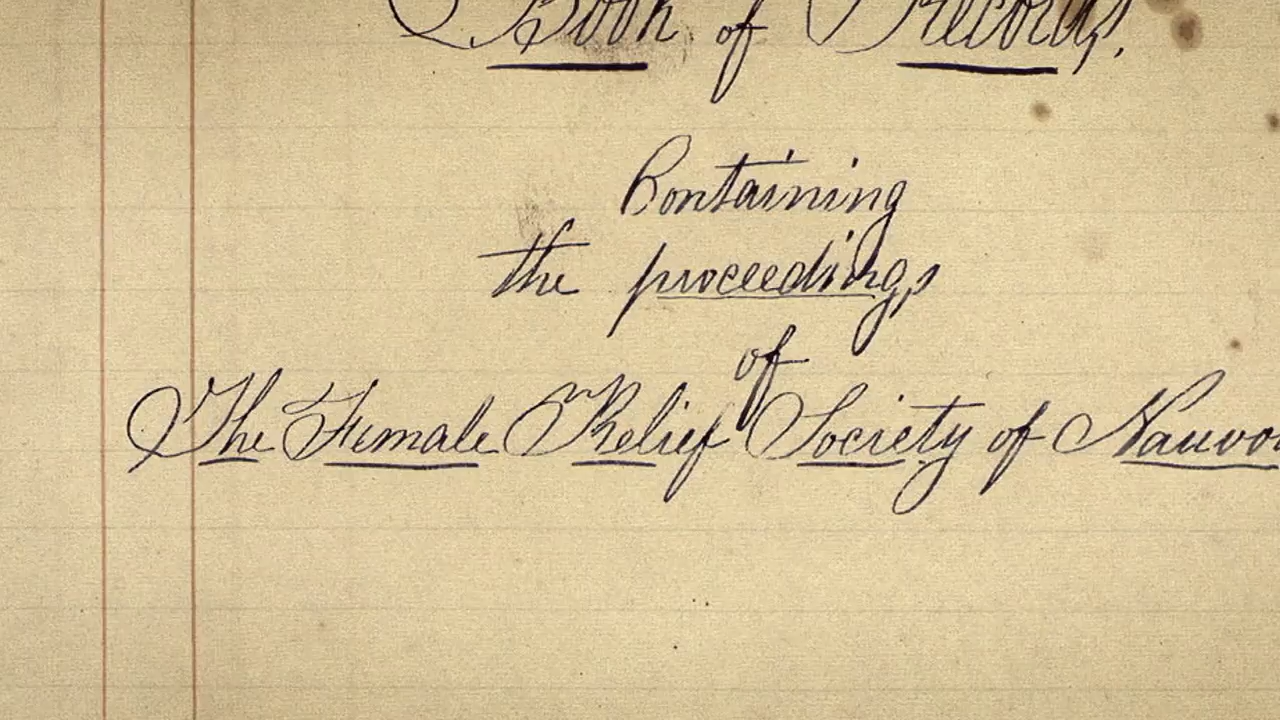 Book of Records.
Containing
the proceedings
of
The Female Relief Society of Nauvoo